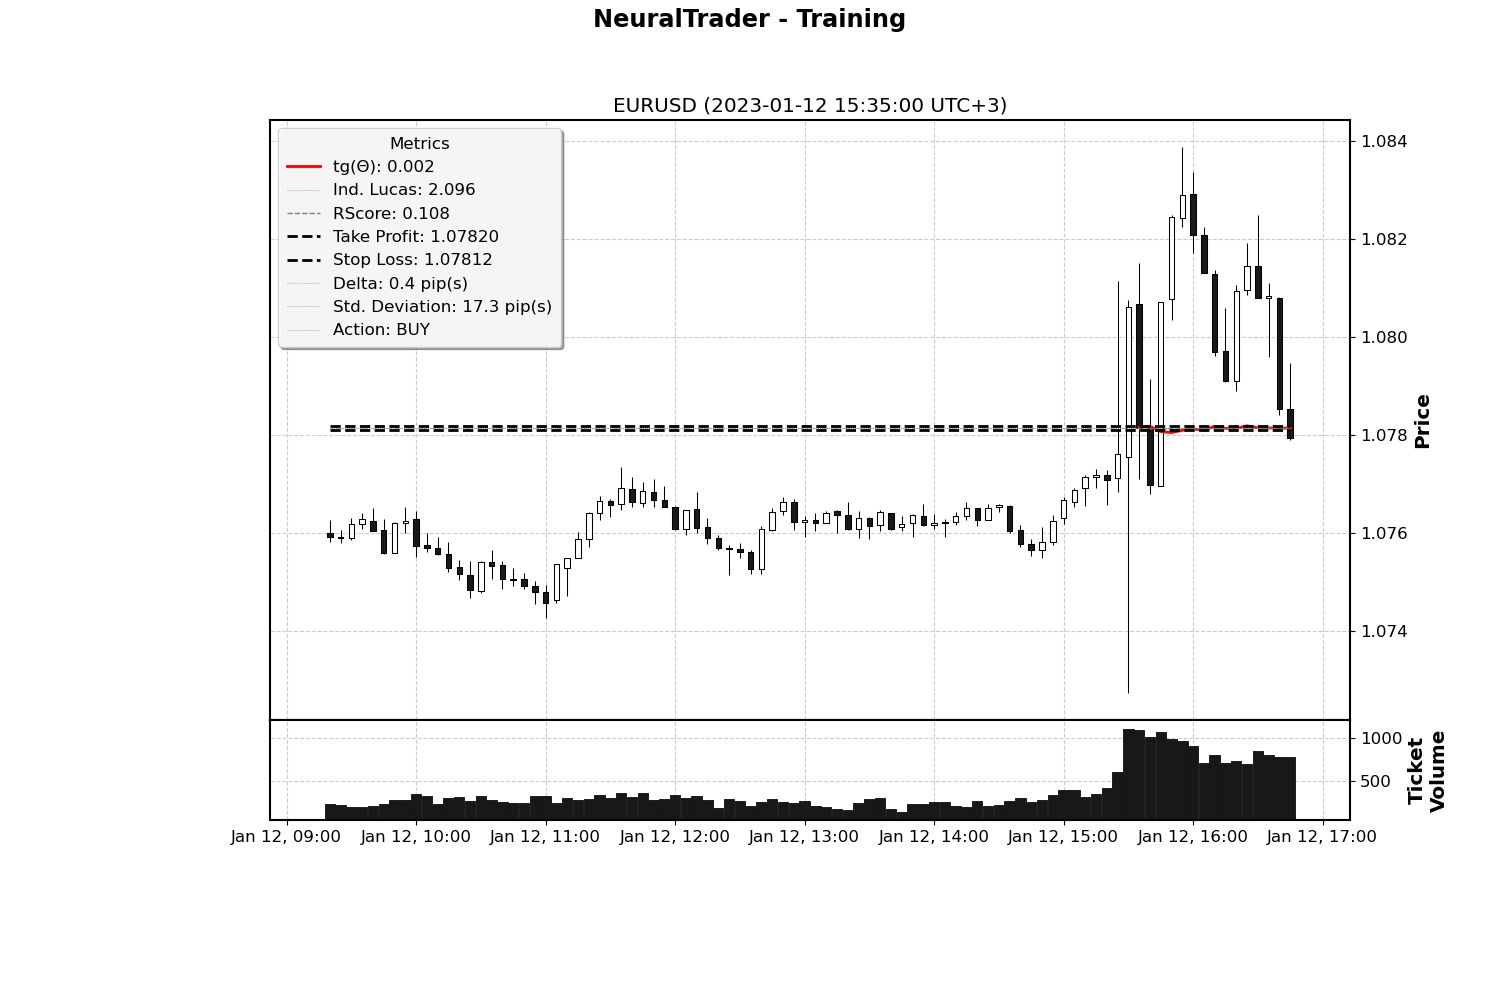 NeuralTrader - Training
EURUSD (2023-01-12 15:35:00 UTC+3)
Metrics
tg(Θ): 0.002
Ind. Lucas: 2.096
RScore: 0.108
Take Profit: 1.07820
Stop Loss: 1.07812
Delta: 0.4 pip(s)
Std. Deviation: 17.3 pip(s)
Action: BUY
1.084
1.082
1.080
1.078
1.076
1.074
Price
1000
500
Ticket
Volume
Jan 12, 09:00
Jan 12, 10:00
Jan 12, 11:00
Jan 12, 12:00
Jan 12, 13:00
Jan 12, 14:00
Jan 12, 15:00
Jan 12, 16:00
Jan 12, 17:00